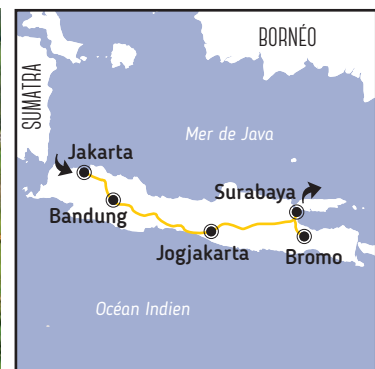 BORNÉO
SUMATRA
Mer de Java
Jakarta
Surabaya
Bandung
Jogjakarta
Bromo
Océan Indien